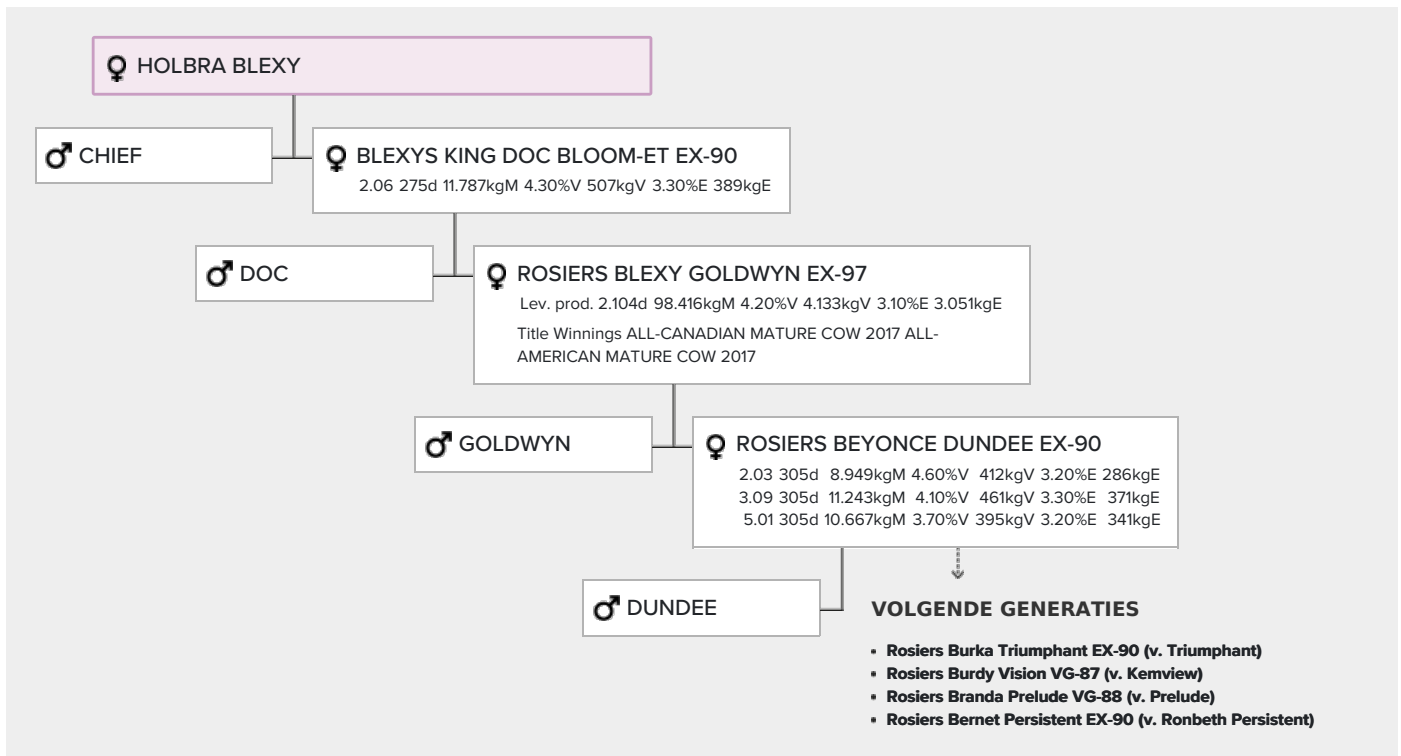 HOLBRA BLEXY
CHIEF
BLEXYS KING DOC BLOOM-ET EX-90
2.06 275d 11.787kgM 4.30%V 507kgV 3.30%E 389kgE
DOC
ROSIERS BLEXY GOLDWYN EX-97
Lev. prod. 2.104d 98.416kgM 4.20%V 4.133kgV 3.10%E 3.051kgE
Title Winnings ALL-CANADIAN MATURE COW 2017 ALL-
AMERICAN MATURE COW 2017
GOLDWYN
ROSIERS BEYONCE DUNDEE EX-90
2.03 305d 8.949kgM 4.60%V 412kgV 3.20%E 286kgE
3.09 305d 11.243kgM 4.10%V 461kgV 3.30%E 371kgE
5.01 305d 10.667kgM 3.70%V 395kgV 3.20%E 341kgE
DUNDEE
VOLGENDE GENERATIES
• Rosiers Burka Triumphant EX-90 (v. Triumphant)
• Rosiers Burdy Vision VG-87 (v. Kemview)
• Rosiers Branda Prelude VG-88 (v. Prelude)
• Rosiers Bernet Persistent EX-90 (v. Ronbeth Persistent)